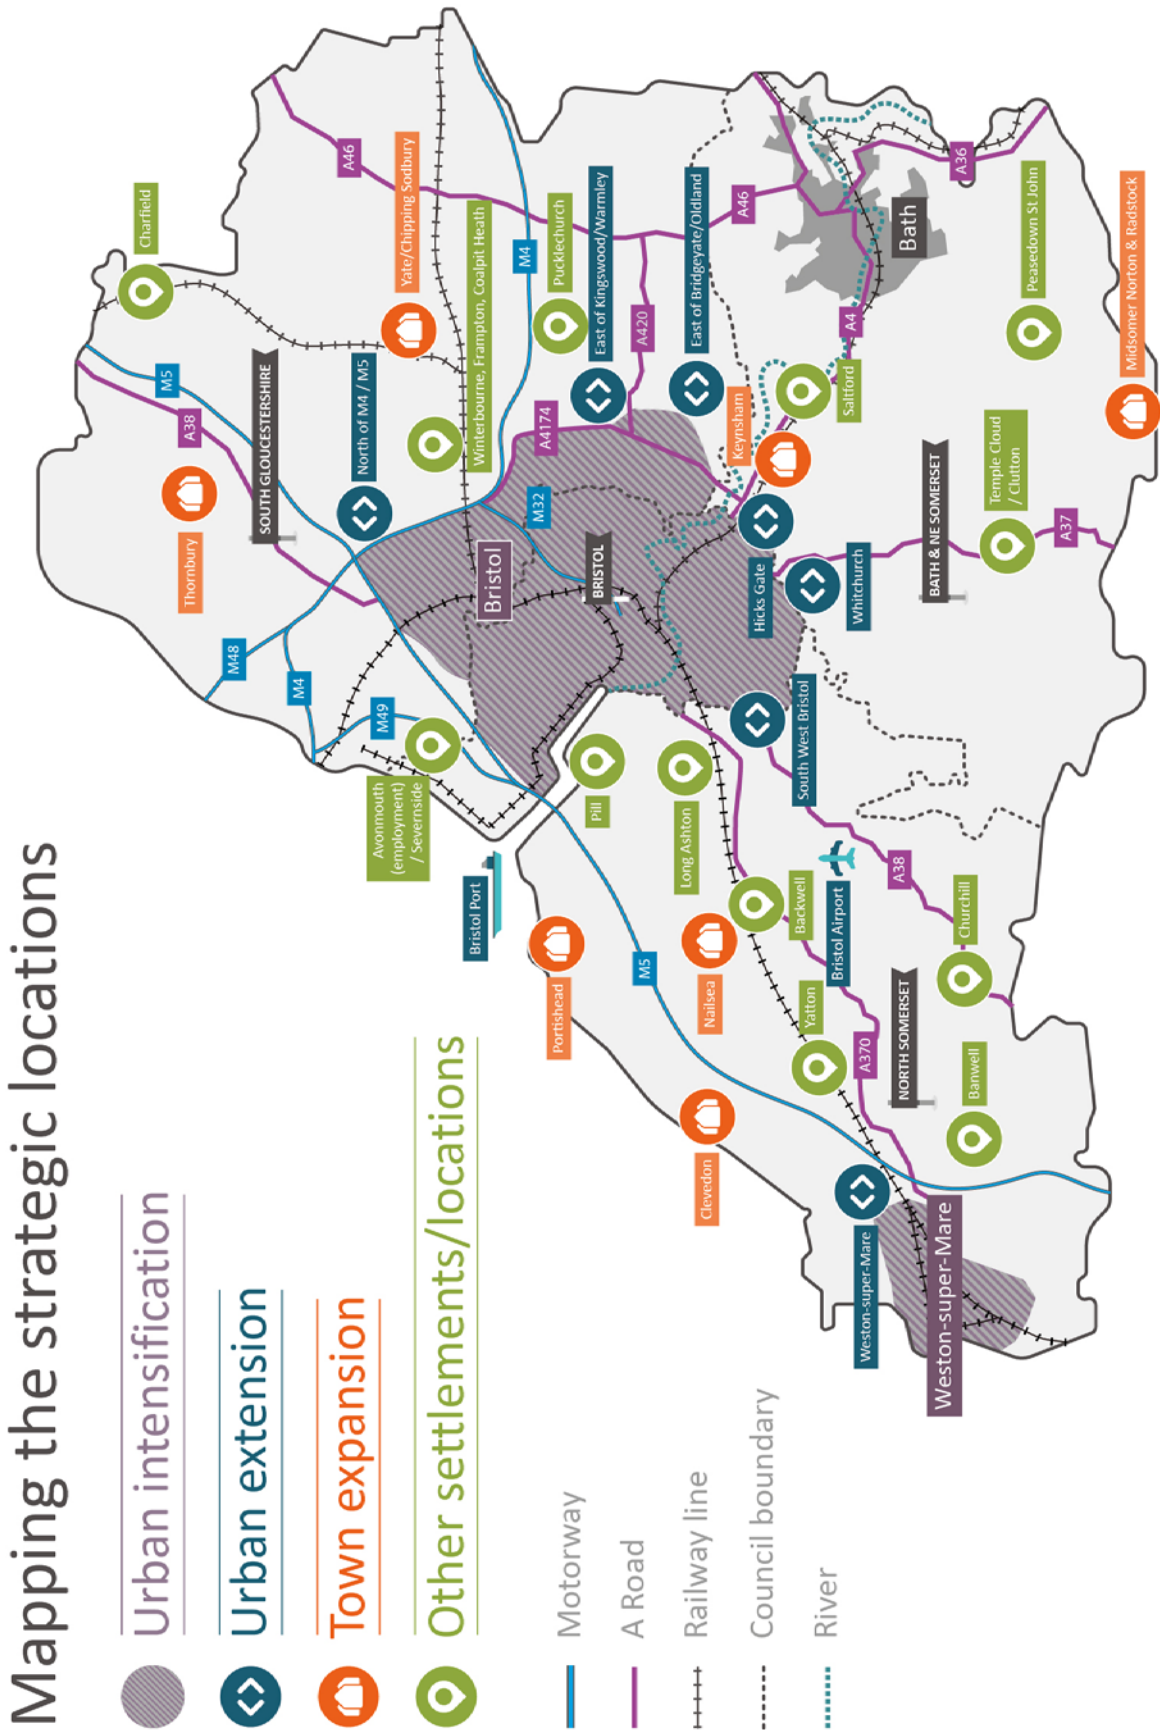 Mapping the strategic locations
Urban intensification
Urban extension
Town expansion
Other settlements/locations
Motorway
A Road
Railway line
Council boundary
River
Charfield
M5
A38
SOUTH GLOUCESTERSHIRE
Thornbury
North of M4 / M5
A46
Yate/Chipping Sodbury
Winterbourne, Frampton, Coalpit Heath
M4
Pucklechurch
East of Kingswood/Varmley
A420
East of Bridgeyate/Oldland
A46
A4174
M32
Bristol
BRISTOL
M48
M4
M49
Avonmouth
(employment)
/ Severnside
Bristol Port
Pill
Portishead
M5
Long Ashton
Nailsea
Clevedon
Backwell
Yatton
Bristol Airport
South West Bristol
A38
Churchill
A370
NORTH SOMERSET
Banwell
Weston-super-Mare
Weston-super-Mare
Keynsham
Hicks Gate
Whitchurch
Saltford
A4
Bath
A36
BATH & NE SOMERSET
Temple Cloud
/ Clutton
A37
Peasedown St John
Midsomer Norton & Radstock